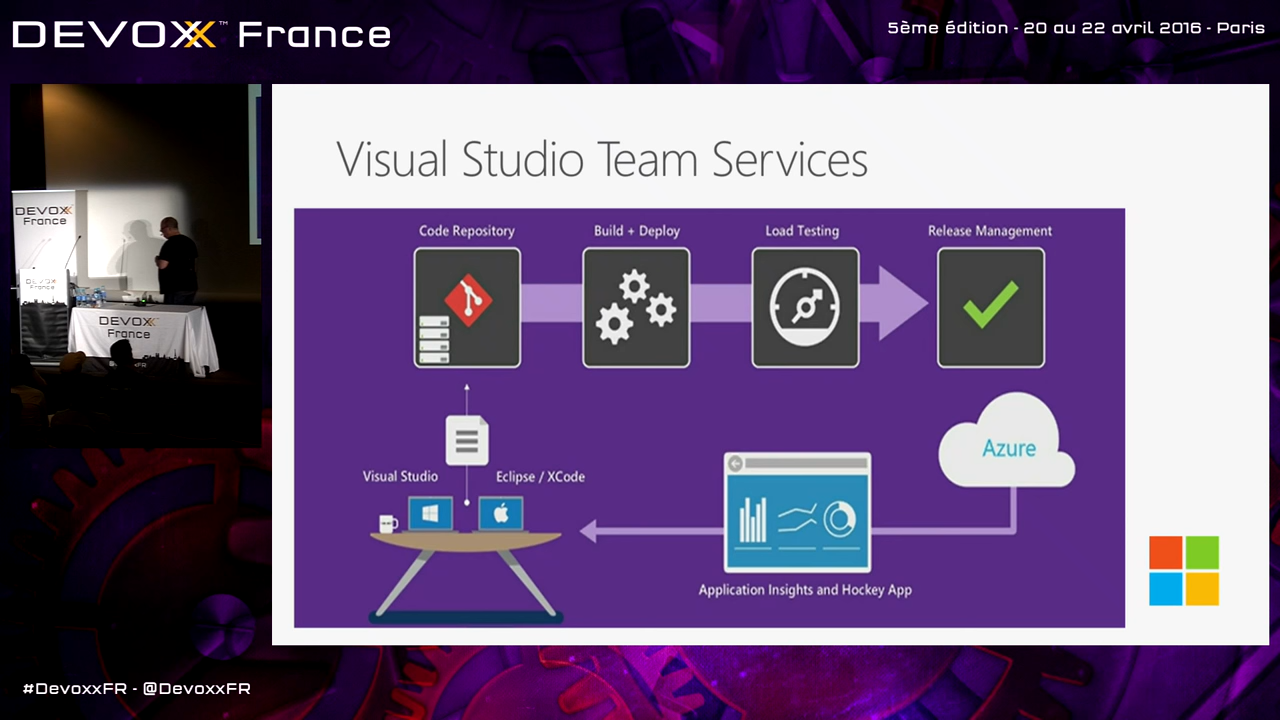 DEVOXX™ France
5ème édition - 20 au 22 avril 2016 - Paris
DEVOXX
France
DEVOXX
France
Visual Studio Team Services
Code Repository
Build + Deploy
Load Testing
Release Management
Azure
Visual Studio
Eclipse / XCode
Application Insights and Hockey App
#DevoxxFR - @DevoxxFR